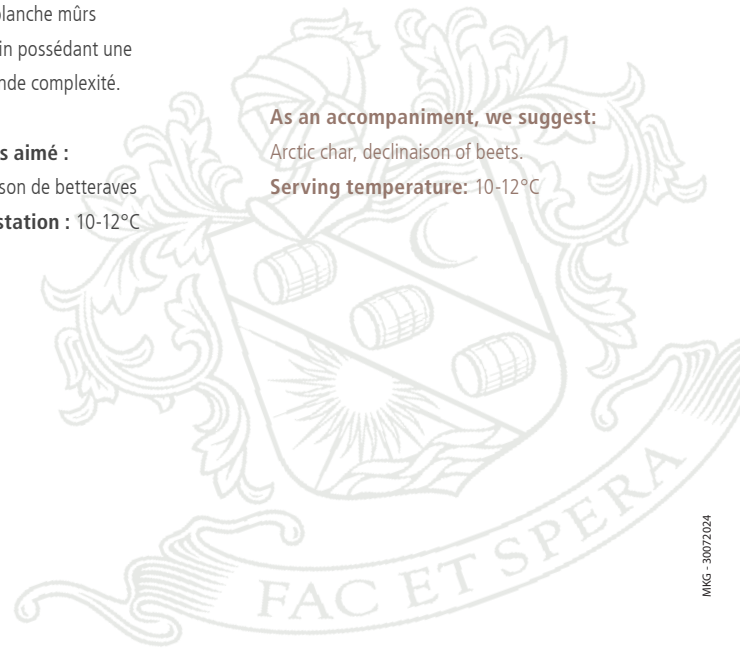 planche mûrs
in possédant une
nde complexité.
s aimé :
son de betteraves
station : 10-12°C
As an accompaniment, we suggest:
Arctic char, declinaison of beets.
Serving temperature: 10-12°C
FAC ET SPERA
MKG - 30072024